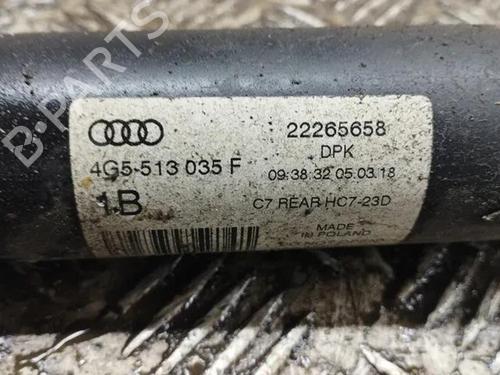 B-Parts
22265658
DPK
4G5-513 035 F
09:38:32 05.03.18
1B
C7 REAR HC7-23D
MADE
IN POLAND